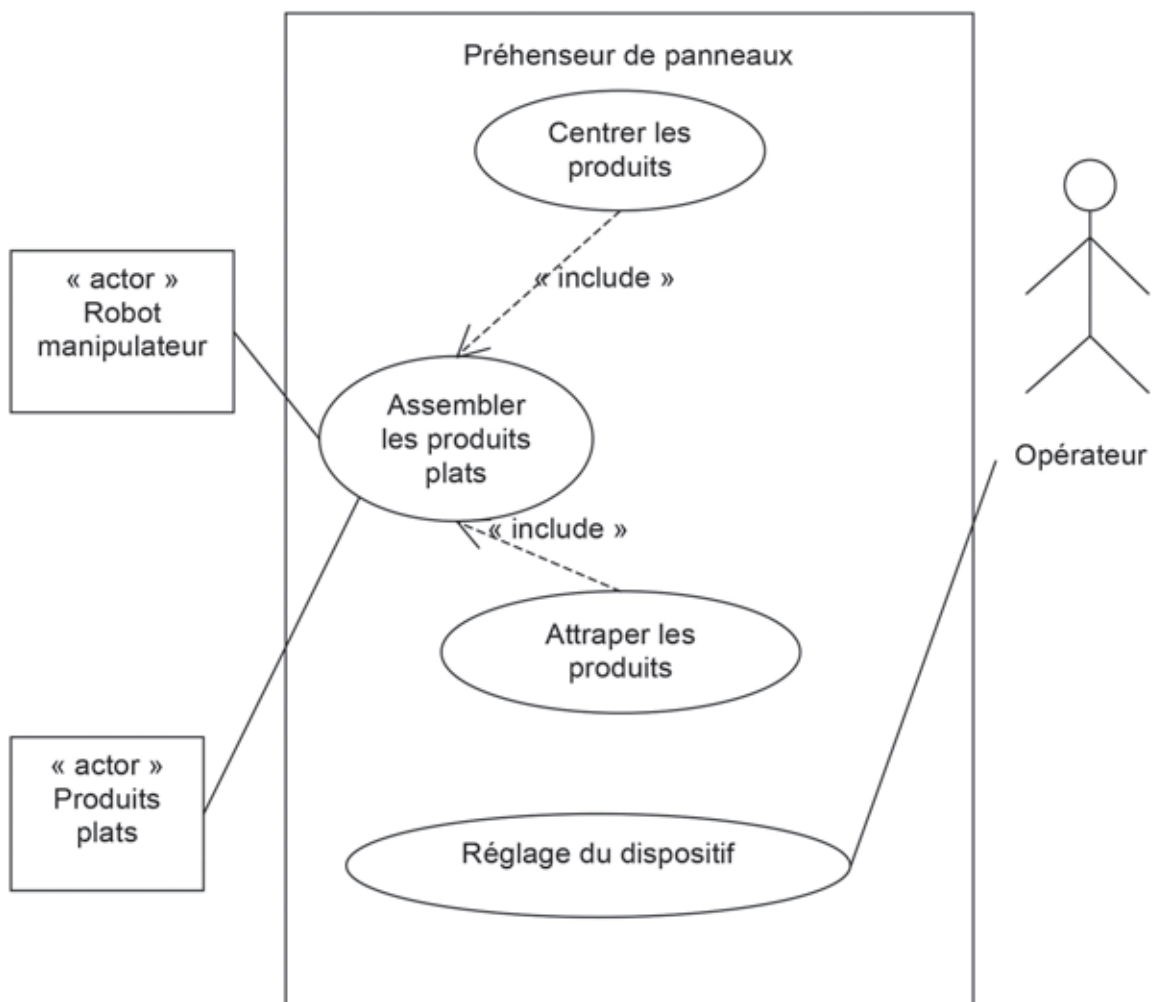 Préhenseur de panneaux
Centrer les
produits
« include »
« actor »
Robot
manipulateur
Assembler
les produits
plats
Opérateur
« include »
Attraper les
produits
« actor »
Produits
plats
Réglage du dispositif